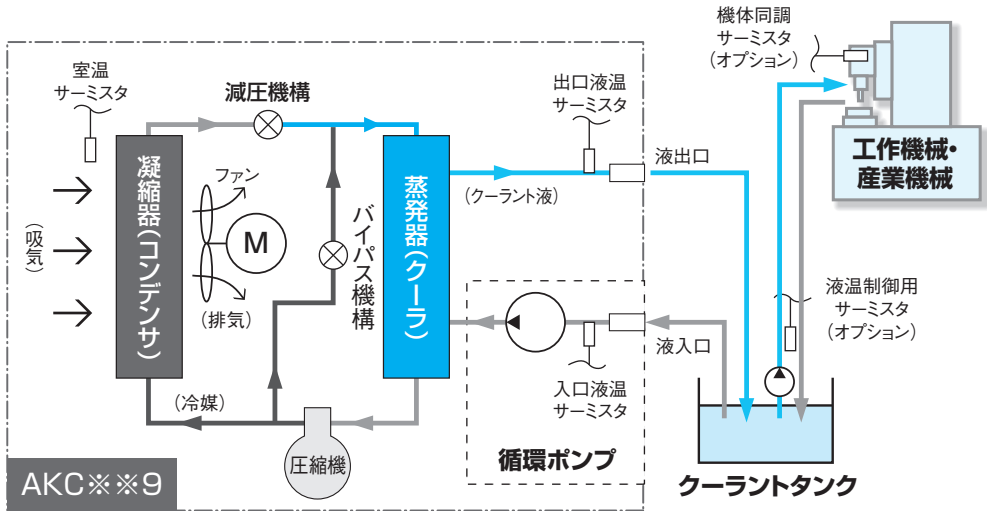 室温
サーミスタ
減圧機構
出口液温
サーミスタ
機体同調
サーミスタ
(オプション)
工作機械・
産業機械
凝縮器(コンデンサ)
ファン
M
(吸気)
(排気)
バイパス機構
蒸発器(クーラ)
(クーラント液)
液出口
液入口
入口液温
サーミスタ
液温制御用
サーミスタ
(オプション)
(冷媒)
圧縮機
循環ポンプ
クーラントタンク
AKC※※9